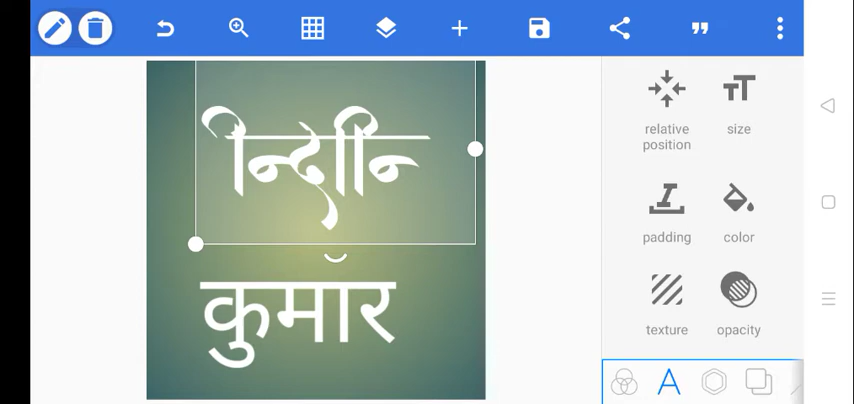 relative
position
size
padding
color
texture
opacity
कुमाॅर